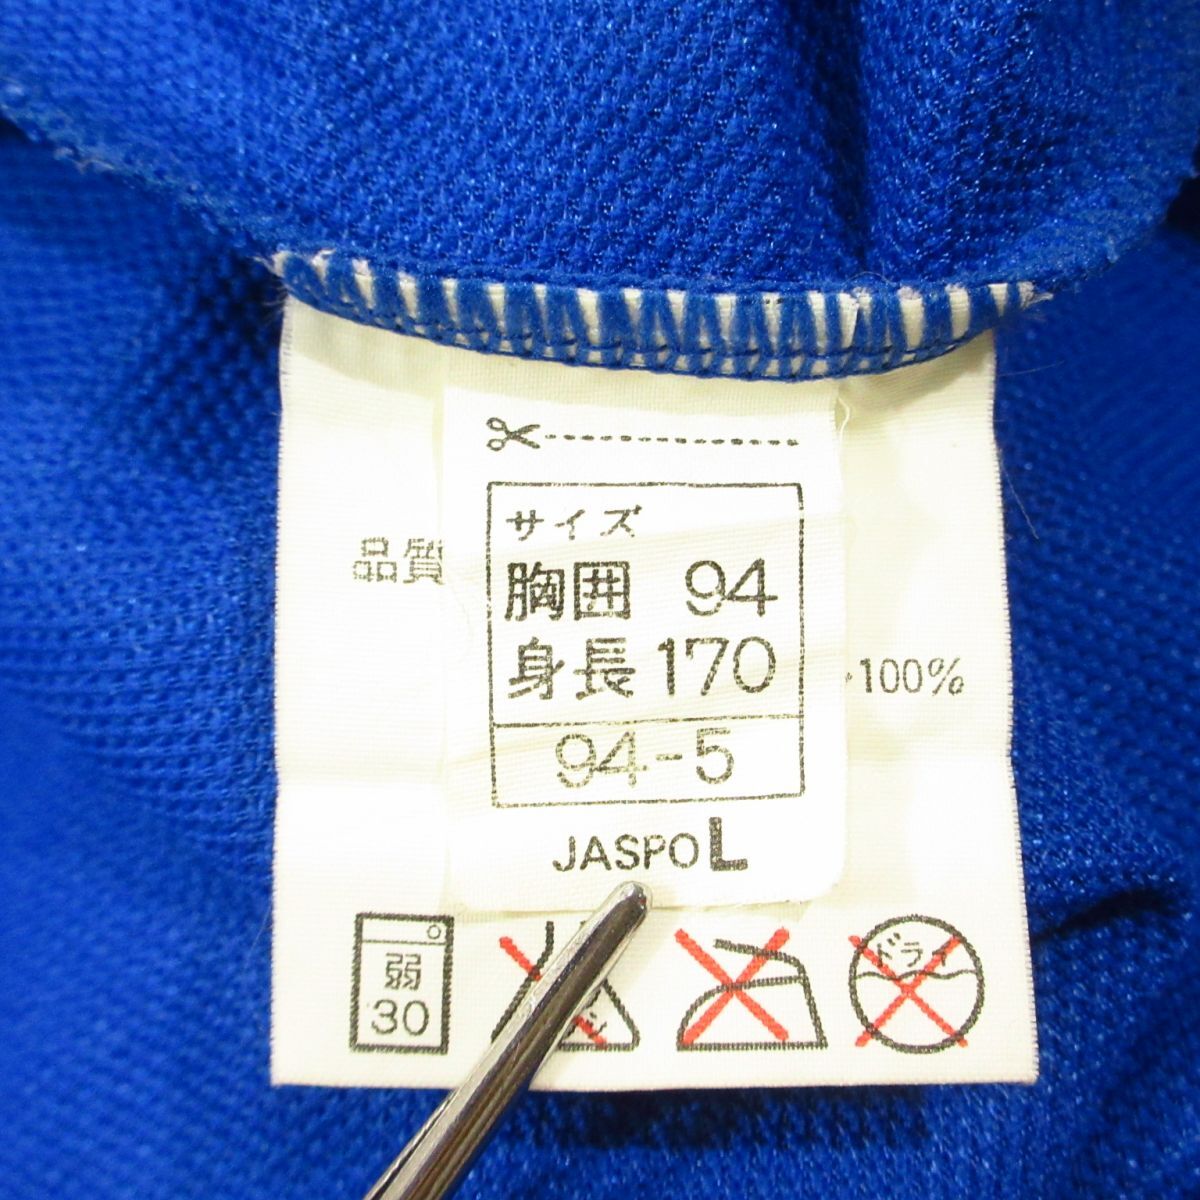 サイズ
胸囲 94
身長 170
94-5
JASPO L
品質
100%
弱
30
ドライ